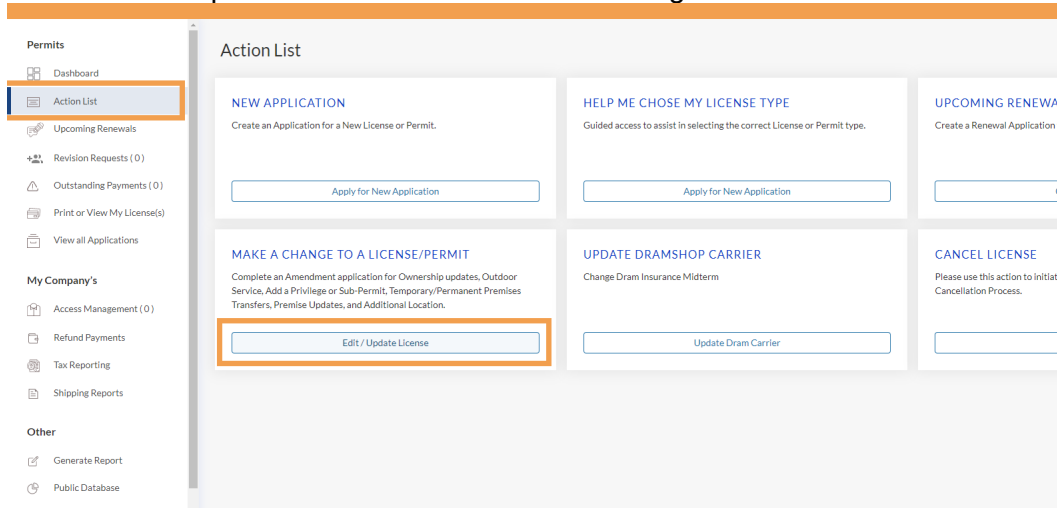 Permits
Dashboard
Action List
Upcoming Renewals
Revision Requests ( 0 )
Outstanding Payments ( 0 )
Print or View My License(s)
View all Applications
My Company's
Access Management ( 0 )
Refund Payments
Tax Reporting
Shipping Reports
Other
Generate Report
Public Database
Action List
NEW APPLICATION
Create an Application for a New License or Permit.
Apply for New Application
HELP ME CHOSE MY LICENSE TYPE
Guided access to assist in selecting the correct License or Permit type.
Apply for New Application
UPCOMING RENEWA
Create a Renewal Application
MAKE A CHANGE TO A LICENSE/PERMIT
Complete an Amendment application for Ownership updates, Outdoor
Service, Add a Privilege or Sub-Permit, Temporary/Permanent Premises
Transfers, Premise Updates, and Additional Location.
Edit / Update License
UPDATE DRAMSHOP CARRIER
Change Dram Insurance Midterm
Update Dram Carrier
CANCEL LICENSE
Please use this action to initiat
Cancellation Process.